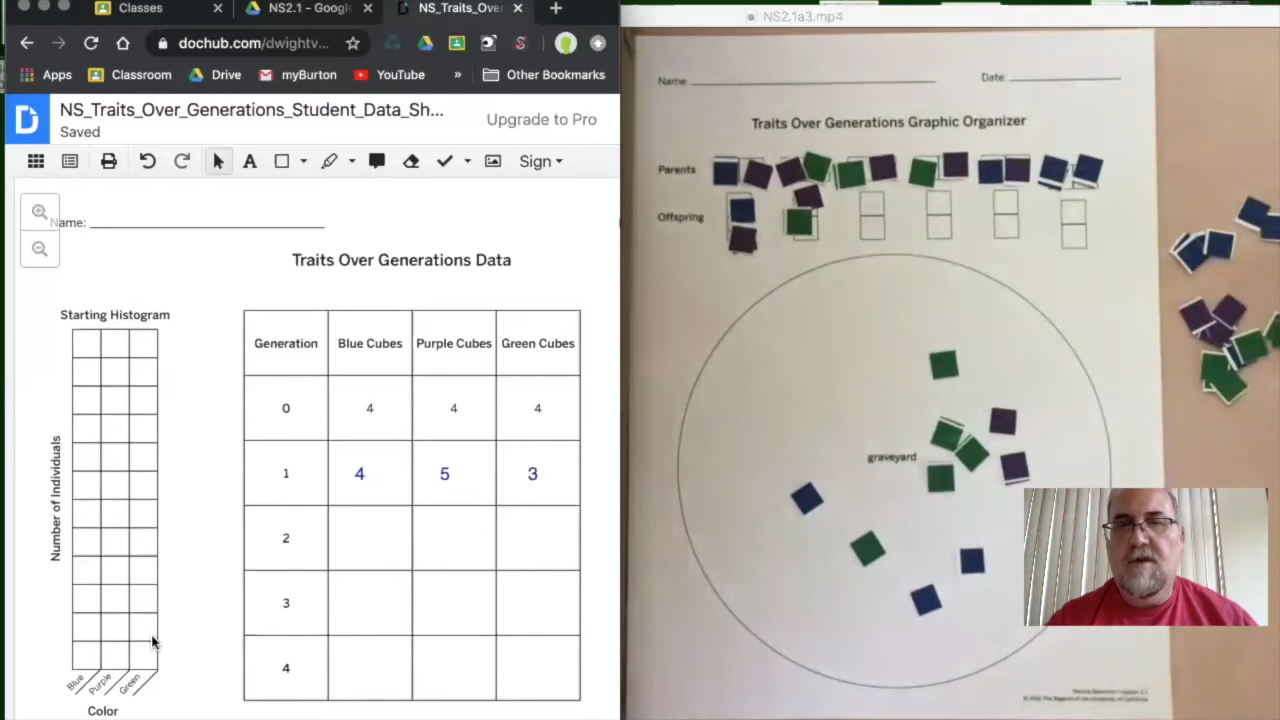 Classes
NS2.1 – Google
NS_Traits_Over
NS2.1a3.mp4
dochub.com/dwightv...
Apps
Classroom
Drive
myBurton
YouTube
»
Other Bookmarks
NS_Traits_Over_Generations_Student_Data_Sh...
Saved
Upgrade to Pro
A
Sign
Name:
Traits Over Generations Data
Starting Histogram
Number of Individuals
Blue
Purple
Green
Color
Generation Blue Cubes Purple Cubes Green Cubes
0 4 4 4
1 4 5 3
2
3
4
Name: Date:
Traits Over Generations Graphic Organizer
Parents
Offspring
graveyard